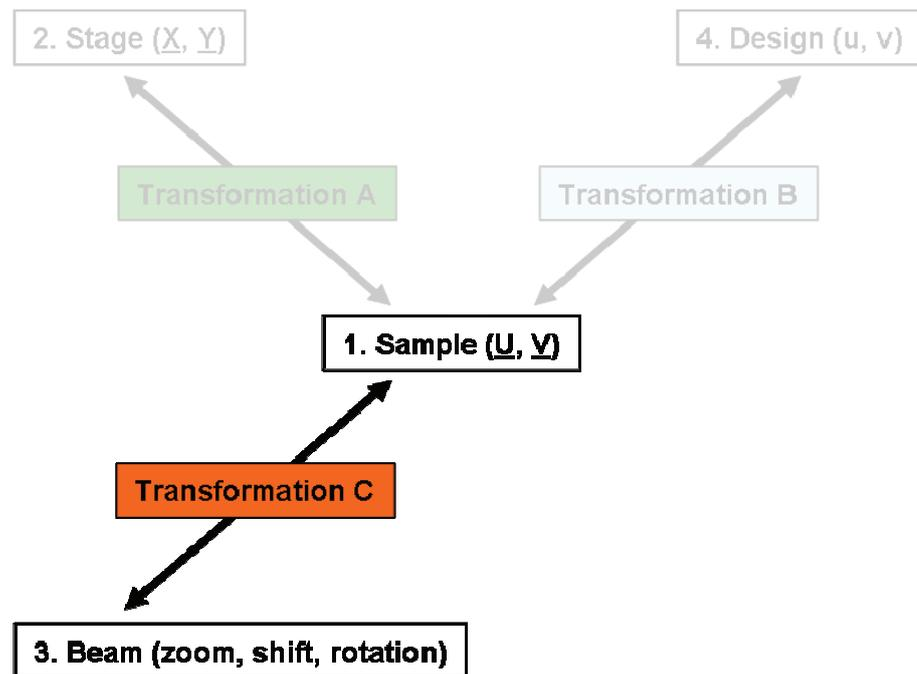 2. Stage (X, Y)
4. Design (u, v)
Transformation A
Transformation B
1. Sample (U, V)
Transformation C
3. Beam (zoom, shift, rotation)